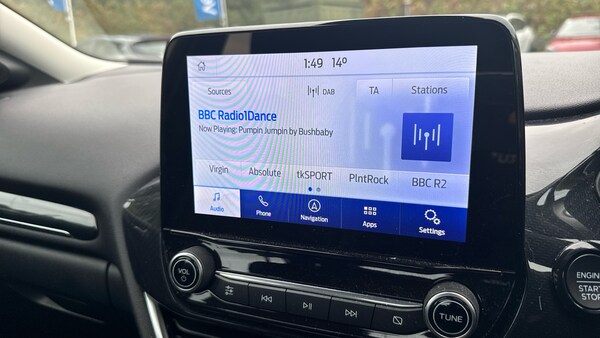 1:49 14°
Sources DAB TA Stations
BBC Radio1Dance
Now Playing: Pumpin Jumpin by Bushbaby
Virgin Absolute tkSPORT PlntRock BBC R2
Audio Phone Navigation Apps Settings
VOL
TUNE
ENGINE
START
STOP